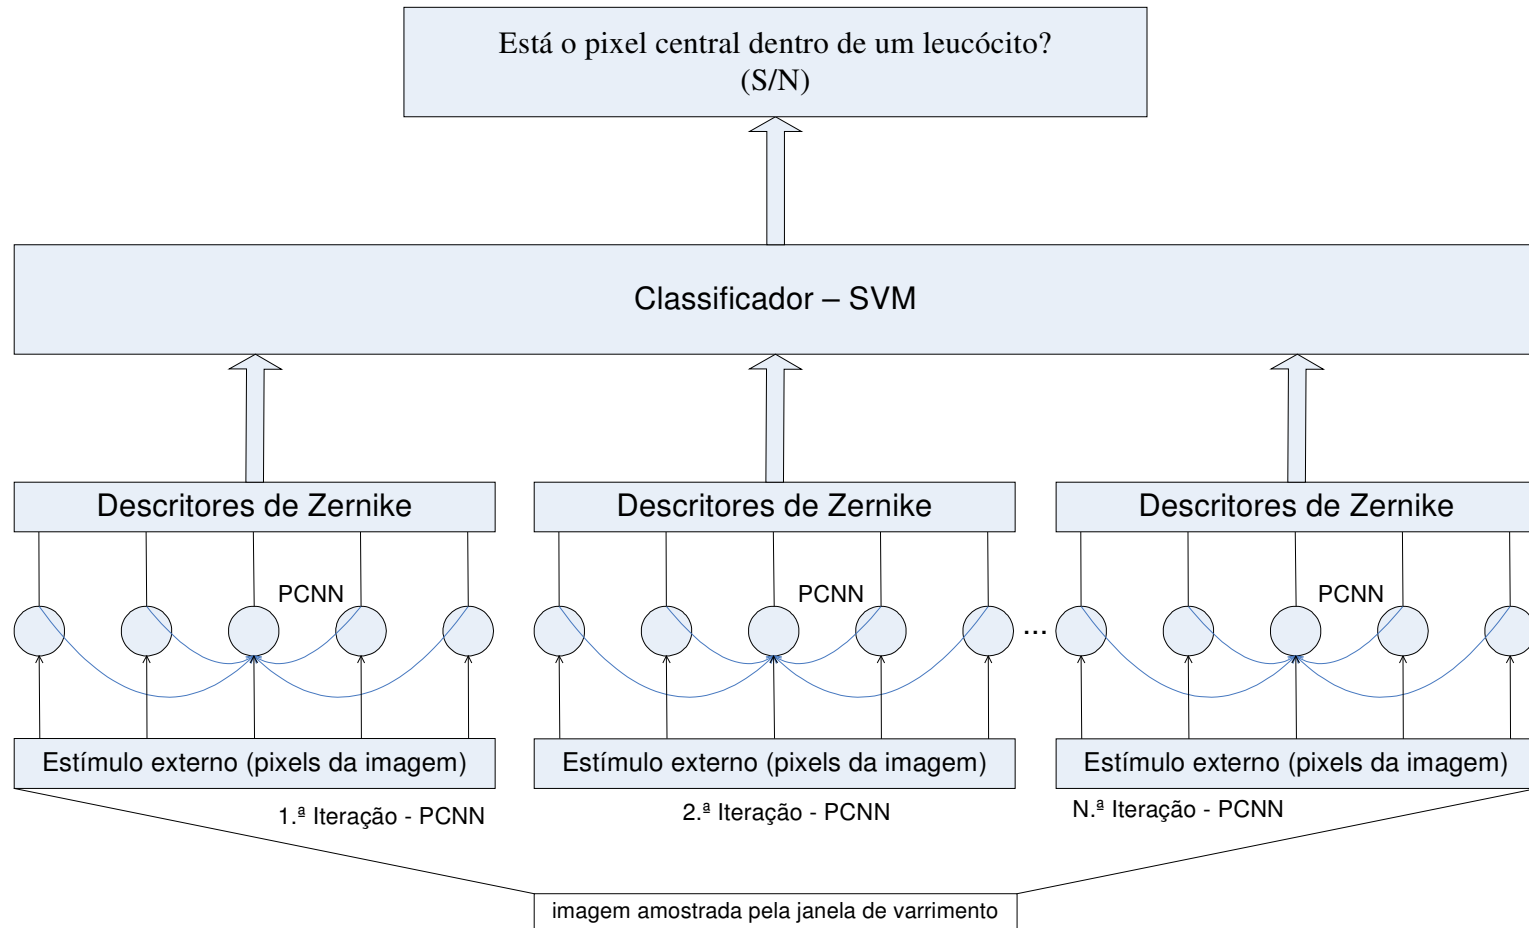 Está o pixel central dentro de um leucócito?
(S/N)
Classificador – SVM
Descritores de Zernike
Descritores de Zernike
Descritores de Zernike
PCNN
PCNN
PCNN
...
Estímulo externo (pixels da imagem)
Estímulo externo (pixels da imagem)
Estímulo externo (pixels da imagem)
1.ª Iteração - PCNN
2.ª Iteração - PCNN
N.ª Iteração - PCNN
imagem amostrada pela janela de varrimento